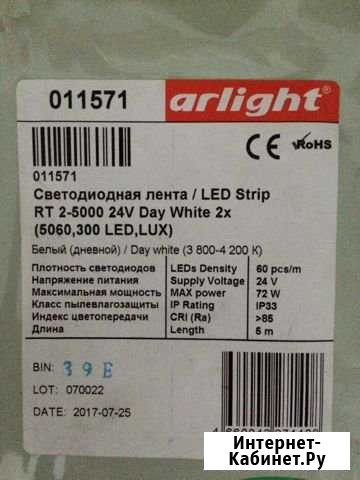 011571
arlight®
CE
RoHS
011571
Светодиодная лента / LED Strip
RT 2-5000 24V Day White 2x
(5060,300 LED,LUX)
Белый (дневной) / Day white (3 800-4 200 K)
Плотность светодиодов LEDs Density 60 pcs/m
Напряжение питания Supply Voltage 24 V
Максимальная мощность MAX power 72 W
Класс пылевлагозащиты IP Rating IP33
Индекс цветопередачи CRI (Ra) >85
Длина Length 5 m
BIN: 39E
LOT: 070022
DATE: 2017-07-25
Интернет-
Кабинет.Ру